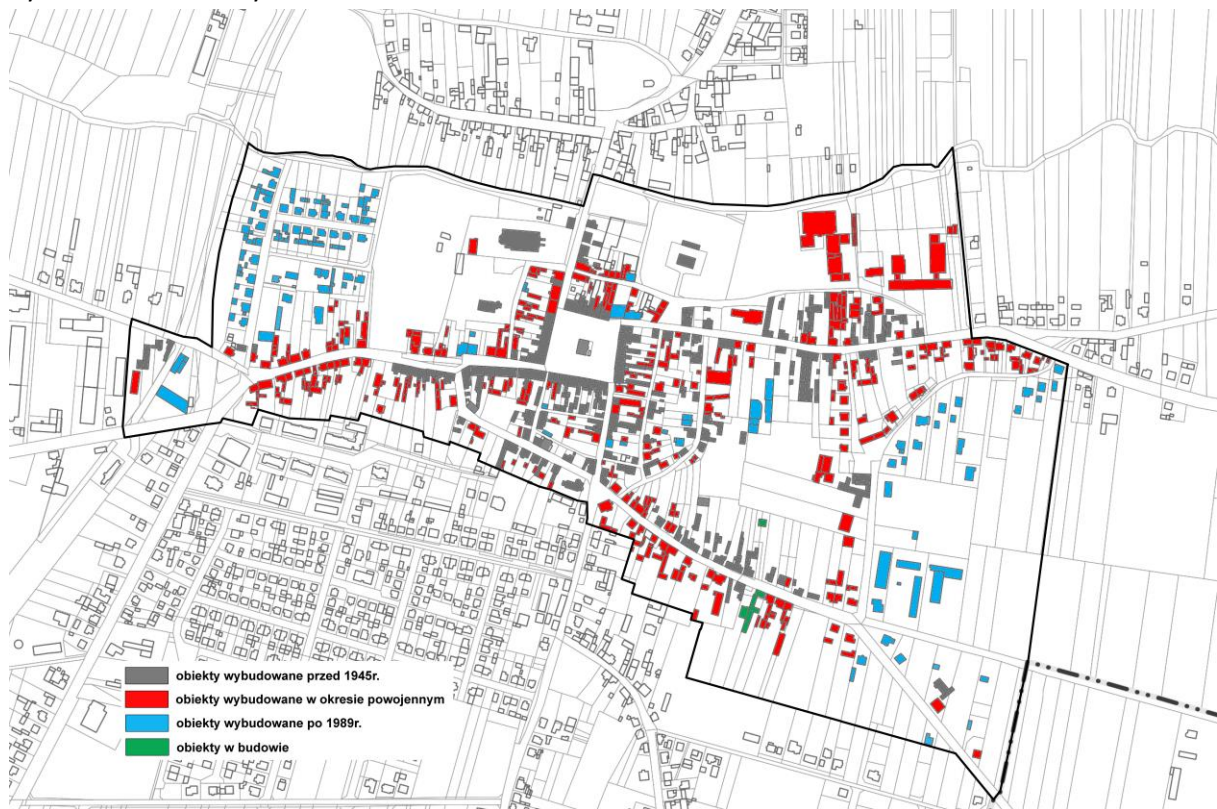 obiekty wybudowane przed 1945r.
obiekty wybudowane w okresie powojennym
obiekty wybudowane po 1989r.
obiekty w budowie